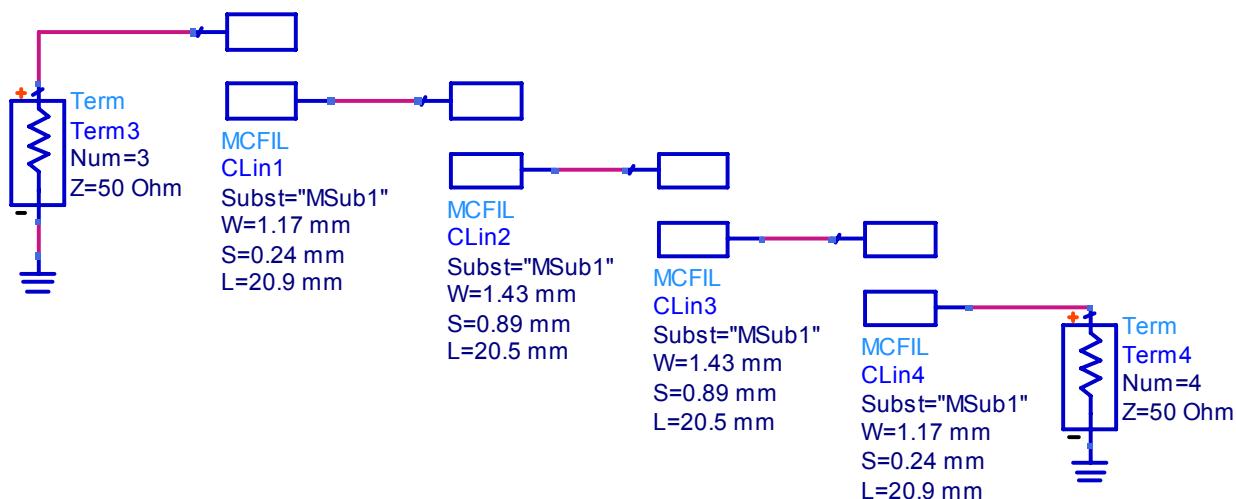 Term
Term3
Num=3
Z=50 Ohm
MCFIL
CLin1
Subst="MSub1"
W=1.17 mm
S=0.24 mm
L=20.9 mm
MCFIL
CLin2
Subst="MSub1"
W=1.43 mm
S=0.89 mm
L=20.5 mm
MCFIL
CLin3
Subst="MSub1"
W=1.43 mm
S=0.89 mm
L=20.5 mm
MCFIL
CLin4
Subst="MSub1"
W=1.17 mm
S=0.24 mm
L=20.9 mm
Term
Term4
Num=4
Z=50 Ohm